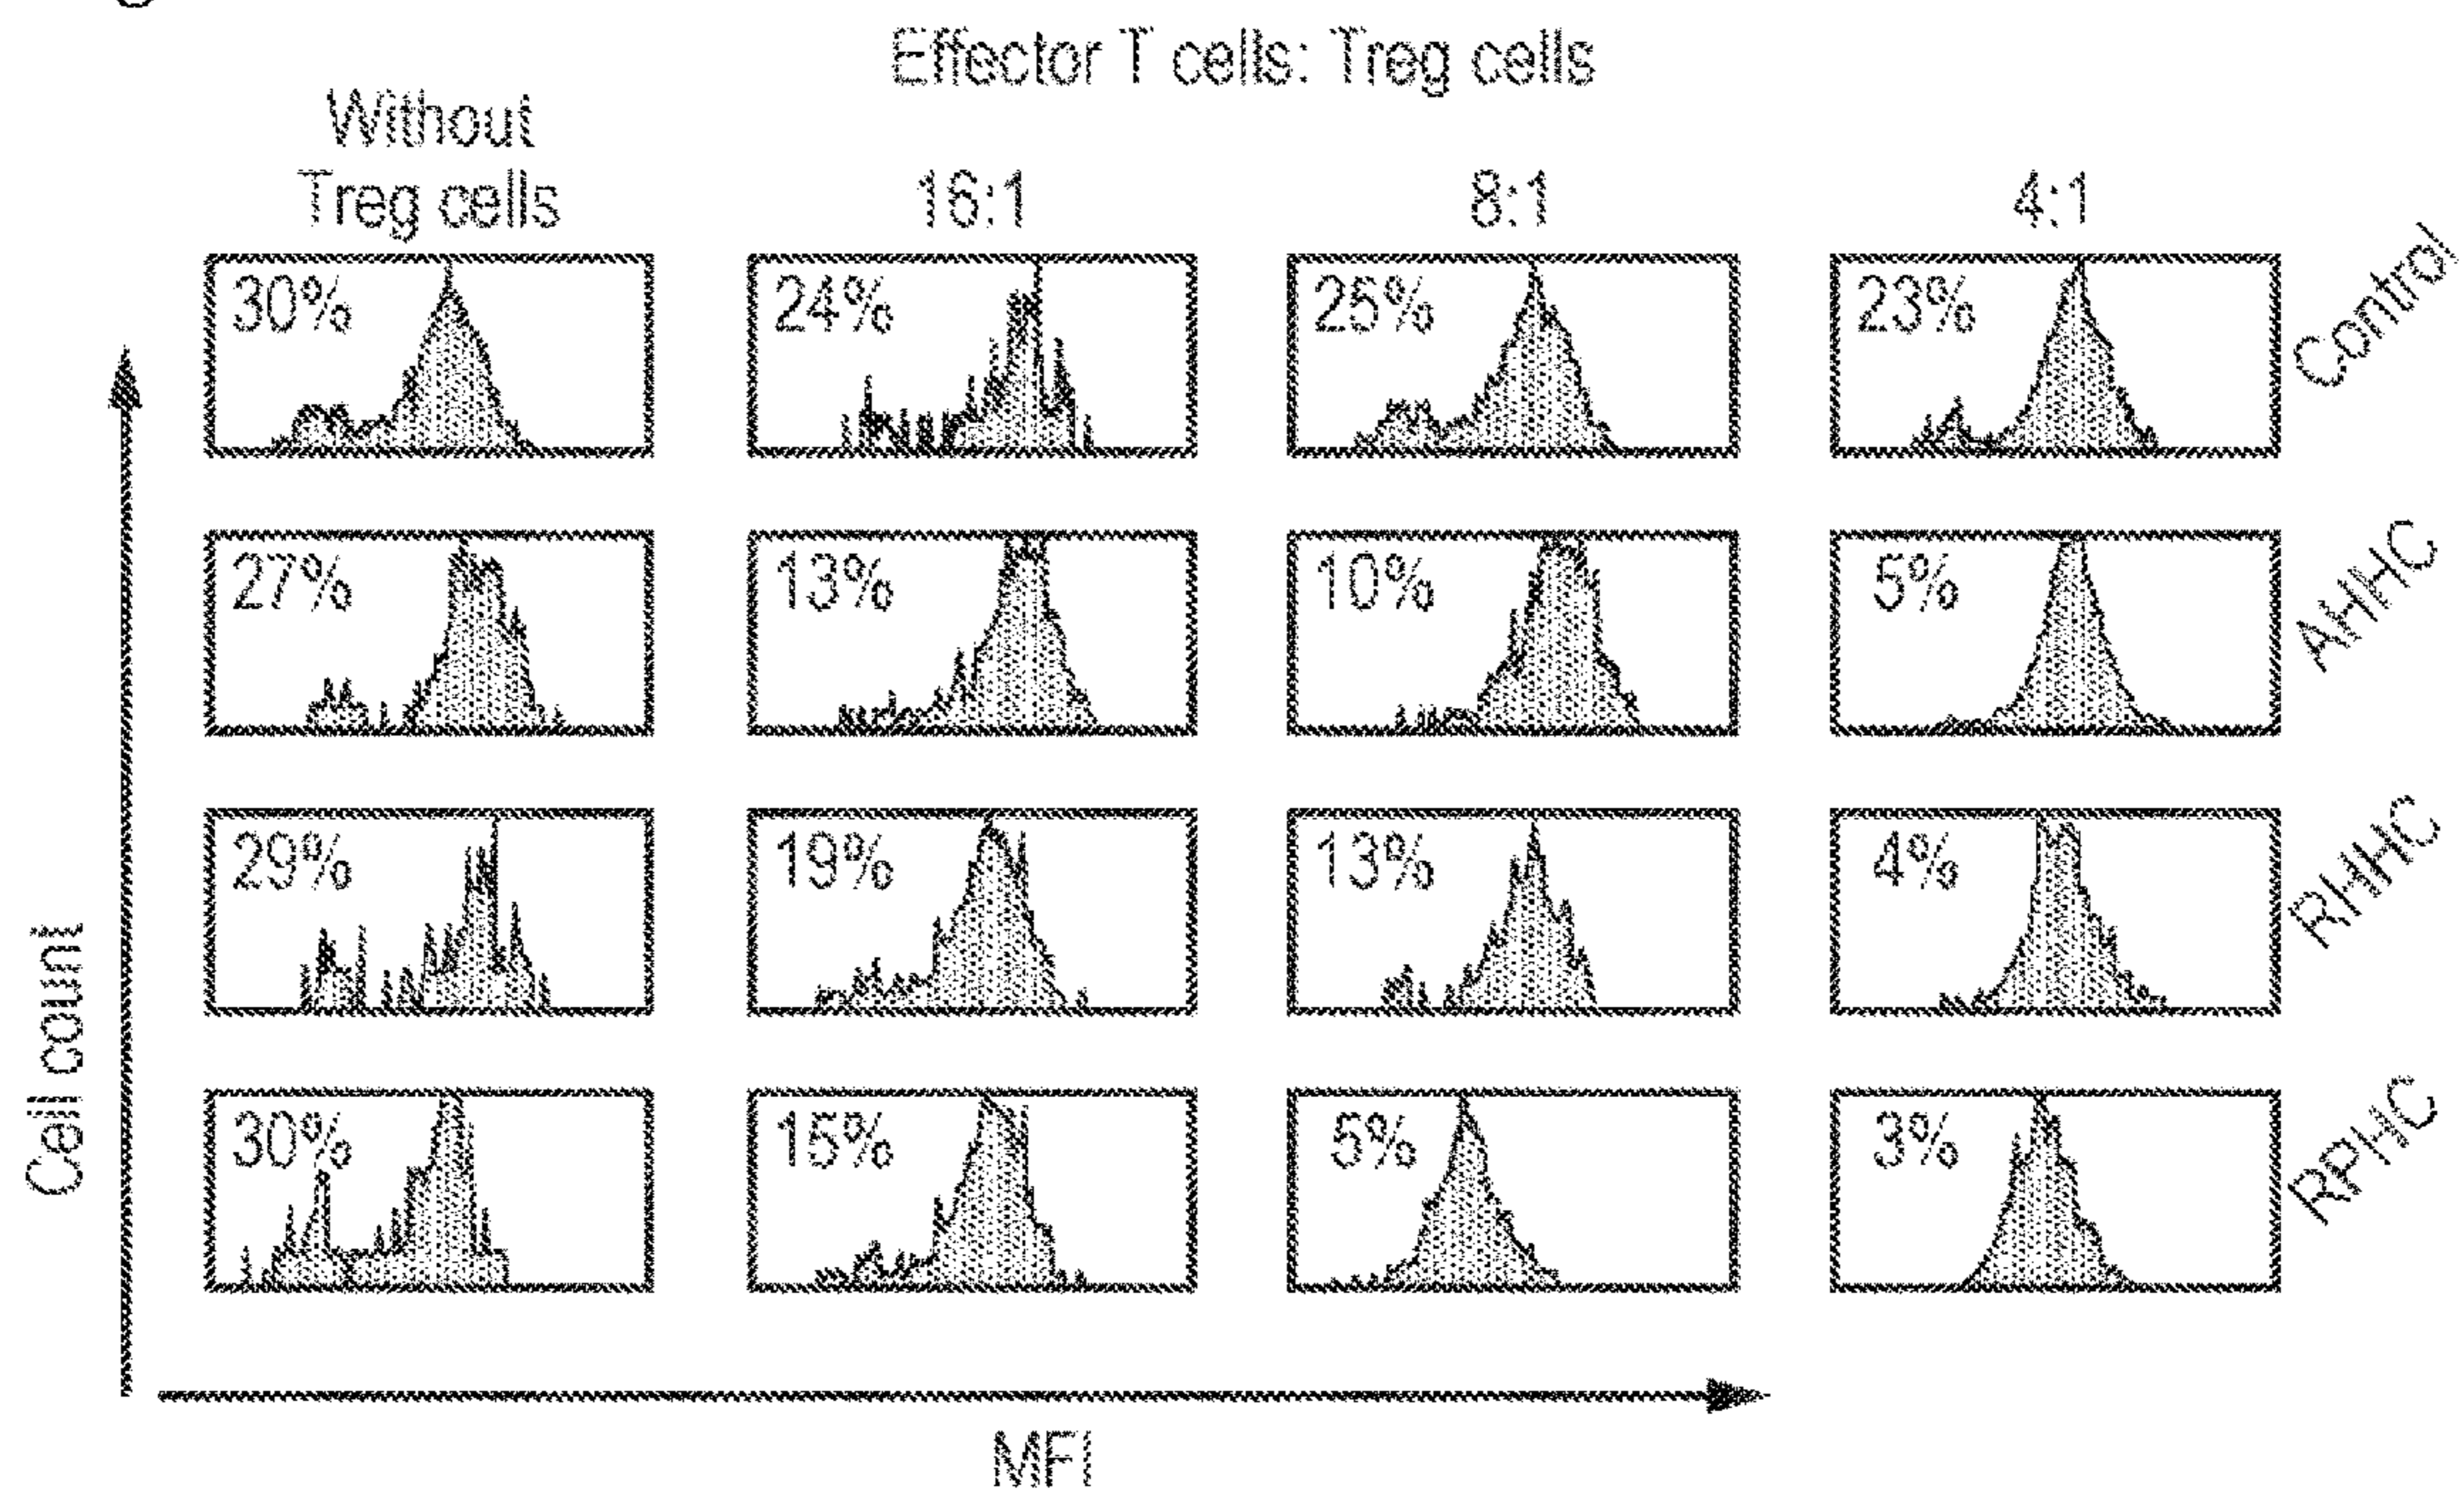 Effector T cells: Treg cells
Without
Treg cells
16:1
8:1
4:1
30%
24%
25%
23%
Control
27%
13%
10%
5%
AHHC
29%
19%
13%
4%
RHHC
30%
15%
5%
3%
RPHC
Cell count
MFI